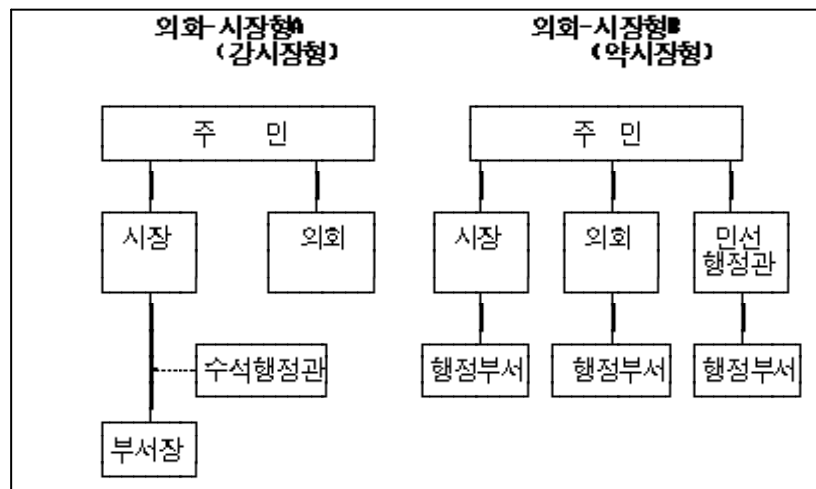 의회-시장형A
(강시장형)
주 민
시장
의회
수석행정관
부서장
의회-시장형B
(약시장형)
주 민
시장
의회
민선
행정관
행정부서
행정부서
행정부서